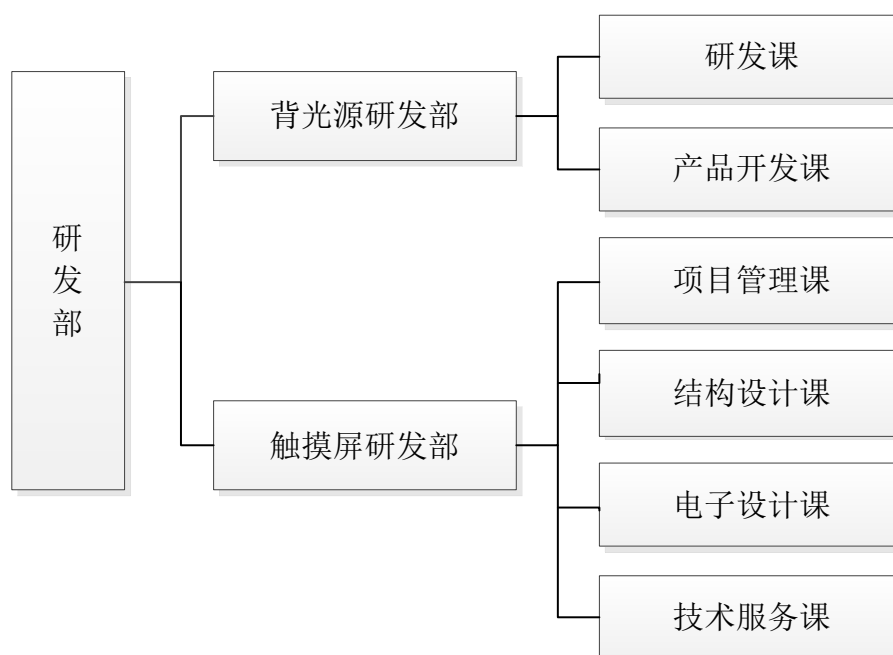 研发部
背光源研发部
研发课
产品开发课
触摸屏研发部
项目管理课
结构设计课
电子设计课
技术服务课